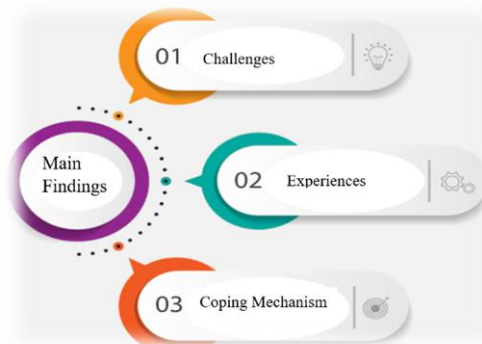 01 Challenges
Main
Findings
02 Experiences
03 Coping Mechanism